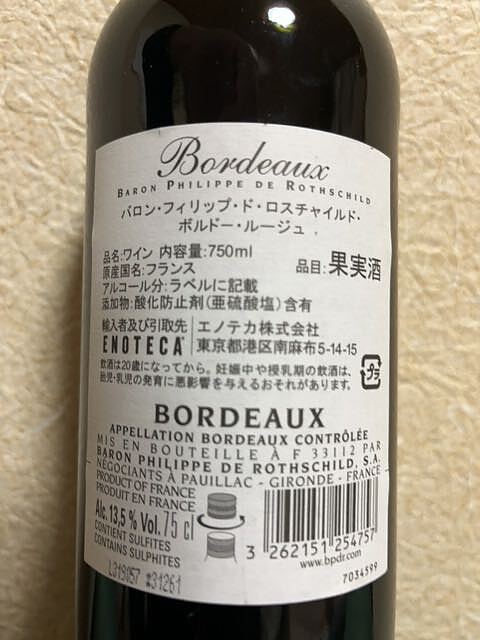 Bordeaux
BARON PHILIPPE DE ROTHSCHILD
バロン・フィリップ・ド・ロスチャイルド・
ボルドー・ルージュ
品名:ワイン 内容量:750ml
原産国名:フランス 品目:果実酒
アルコール分:ラベルに記載
添加物:酸化防止剤(亜硫酸塩)含有
輸入者及び引取先 エノテカ株式会社
ENOTECA 東京都港区南麻布5-14-15
飲酒は20歳になってから。妊娠中や授乳期の飲酒は、
胎児・乳児の発育に悪影響を与えるおそれがあります。
プラ
BORDEAUX
APPELLATION BORDEAUX CONTRÔLÉE
MIS EN BOUTEILLE À F 33112 PAR
BARON PHILIPPE DE ROTHSCHILD, S.A.
NÉGOCIANTS À PAUILLAC - GIRONDE - FRANCE
PRODUCT OF FRANCE
PRODUIT EN FRANCE
Alc. 13,5 % Vol. 75 cl
CONTIENT SULFITES
CONTAINS SULPHITES
3 262151 254757
www.bpdr.com
7034599
L319057 #31261